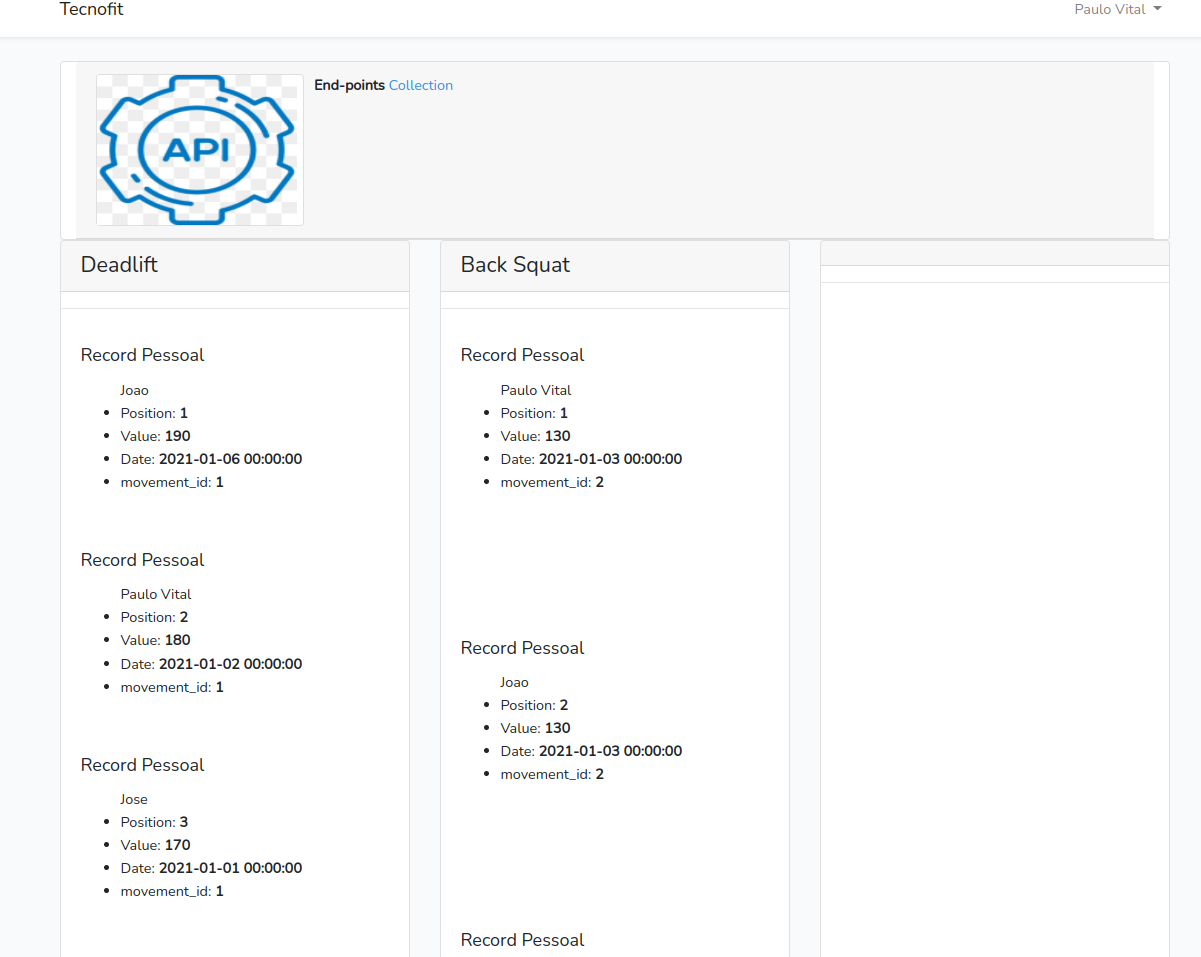 Tecnofit
Paulo Vital
End-points Collection
API
Deadlift
Record Pessoal
Joao
Position: 1
Value: 190
Date: 2021-01-06 00:00:00
movement_id: 1
Record Pessoal
Paulo Vital
Position: 2
Value: 180
Date: 2021-01-02 00:00:00
movement_id: 1
Record Pessoal
Jose
Position: 3
Value: 170
Date: 2021-01-01 00:00:00
movement_id: 1
Back Squat
Record Pessoal
Paulo Vital
Position: 1
Value: 130
Date: 2021-01-03 00:00:00
movement_id: 2
Record Pessoal
Joao
Position: 2
Value: 130
Date: 2021-01-03 00:00:00
movement_id: 2
Record Pessoal